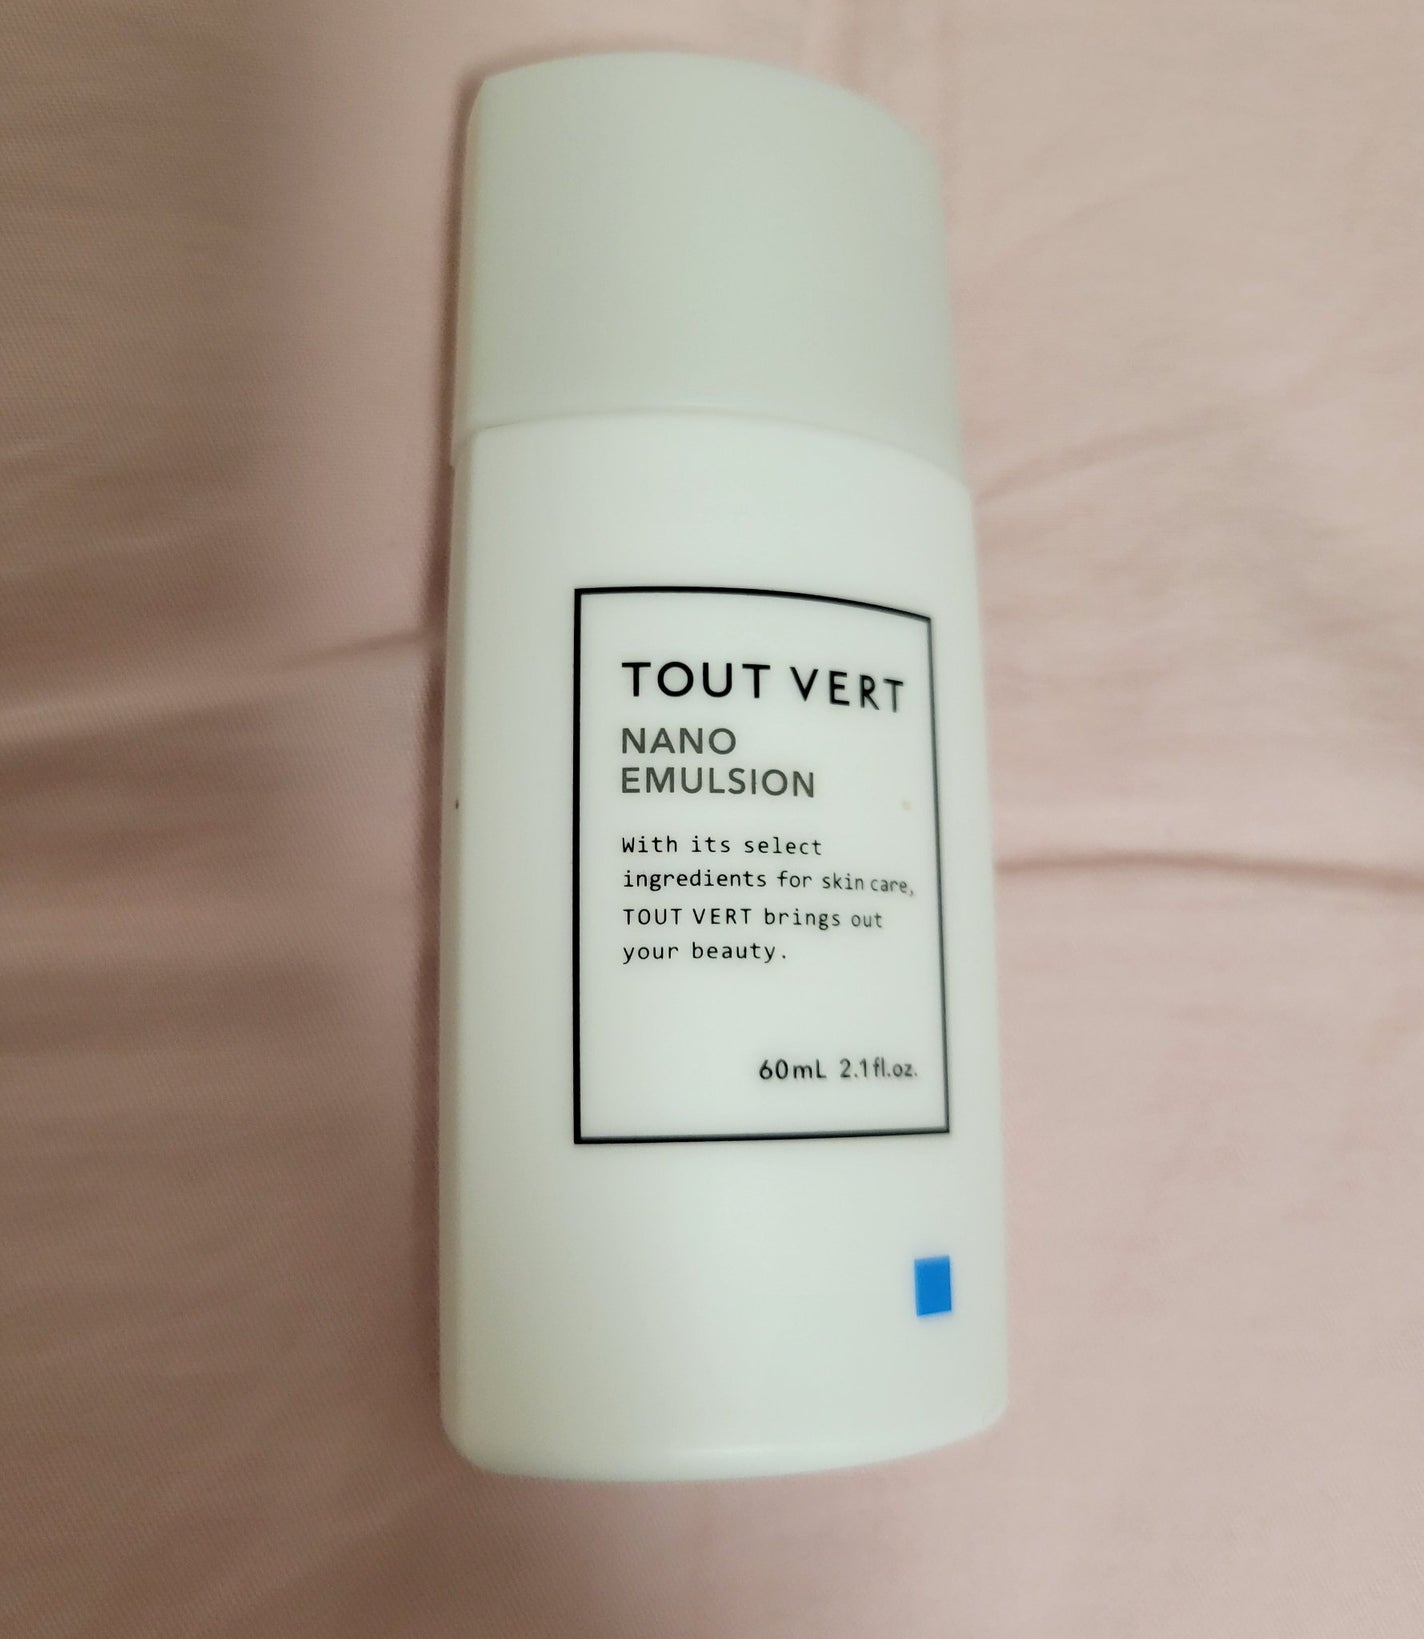 TOUT VERT
NANO
EMULSION
With its select
ingredients for skin care,
TOUT VERT brings out
your beauty.
60mL 2.1fl.oz.